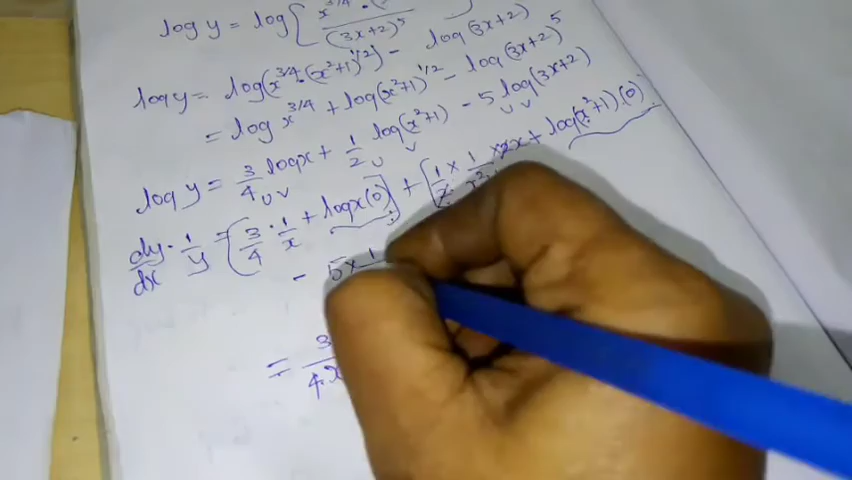 log y = log [ x^3/4 · ( / (3x+2)^5
log y = log(x^3/4 · (x²+1)^1/2) - log(3x+2)
= log x^3/4 + log(x²+1)^1/2 - log(3x+2)^5
log y = 3/4 log x + 1/2 log(x²+1) - 5 log(3x+2)
u v u v u v
dy/dx · 1/y = [3/4 · 1/x + log x(0)] + [1/2 × 1/x² × 2x + log(x²+1).(0)
- 5 × 1
= 3/4x